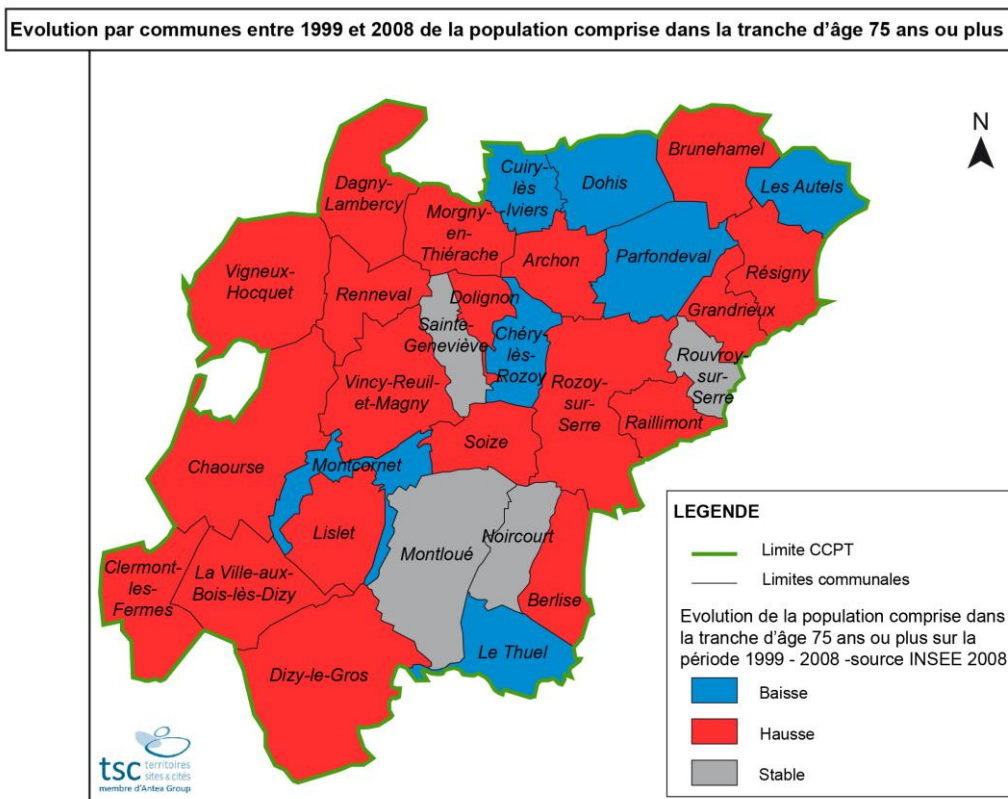 Evolution par communes entre 1999 et 2008 de la population comprise dans la tranche d'âge 75 ans ou plus
N
Brunehamel
Cuiry-
lès
Iviers
Dohis
Les Autels
Dagny-
Lambercy
Morgny-
en-
Thiérache
Archon
Parfondeval
Résigny
Vigneux-
Hocquet
Renneval
Dolignon
Grandrieux
Sainte-
Geneviève
Chéry-
lès-
Rozoy
Rouvroy-
sur-
Serre
Vincy-Reuil-
et-Magny
Rozoy-
sur-
Serre
Raillimont
Soize
Chaourse
Montcornet
Lislet
Montloué
Noircourt
Clermont-
les-
Fermes
La Ville-aux-
Bois-lès-Dizy
Berlise
Le Thuel
Dizy-le-Gros
LEGENDE
Limite CCPT
Limites communales
Evolution de la population comprise dans
la tranche d'âge 75 ans ou plus sur la
période 1999 - 2008 -source INSEE 2008
Baisse
Hausse
Stable
tsc
territoires
sites & cités
membre d'Antea Group